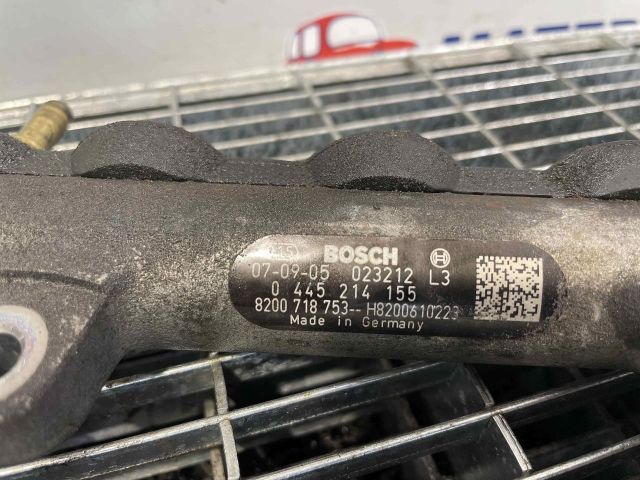 BOSCH
07-09-05 023212 L3
0 445 214 155
8200 718 753-- H8200610223
Made in Germany